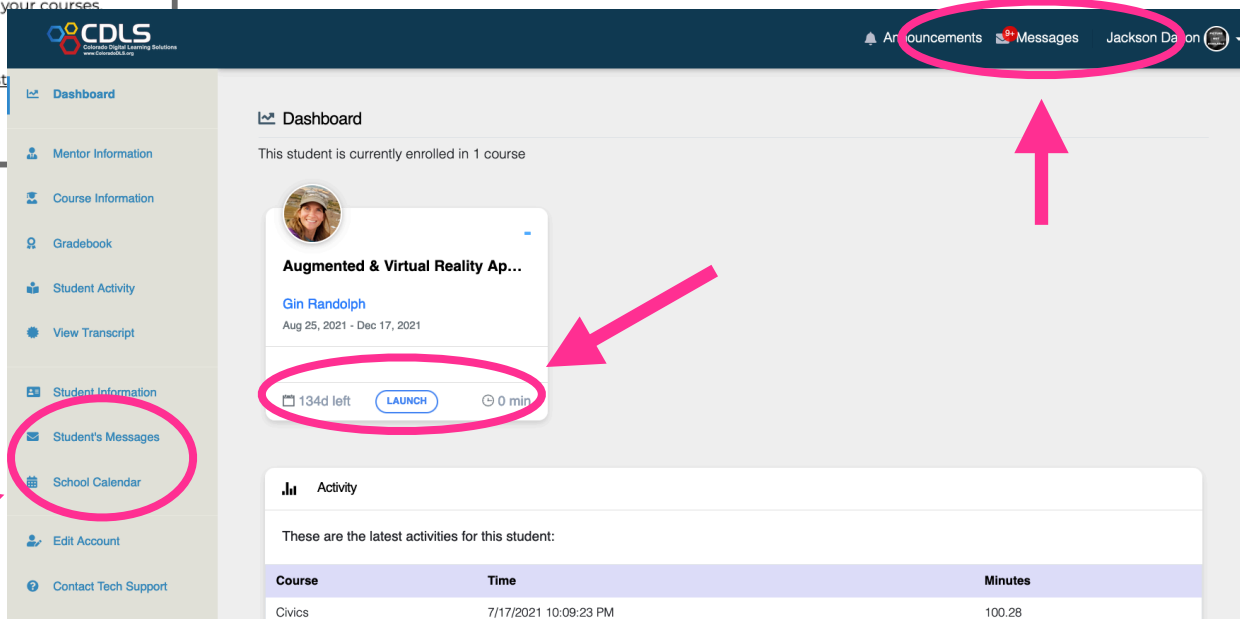 your courses.
CDLS
Colorado Digital Learning Solutions
www.ColoradoDLS.org
Announcements 9+ Messages Jackson
Dashboard
Mentor Information
Course Information
Gradebook
Student Activity
View Transcript
Student Information
Student's Messages
School Calendar
Edit Account
Contact Tech Support
Dashboard
This student is currently enrolled in 1 course
Augmented & Virtual Reality Ap...
Gin Randolph
Aug 25, 2021 - Dec 17, 2021
134d left LAUNCH 0 min
Activity
These are the latest activities for this student:
Course Time Minutes
Civics 7/17/2021 10:09:23 PM 100.28